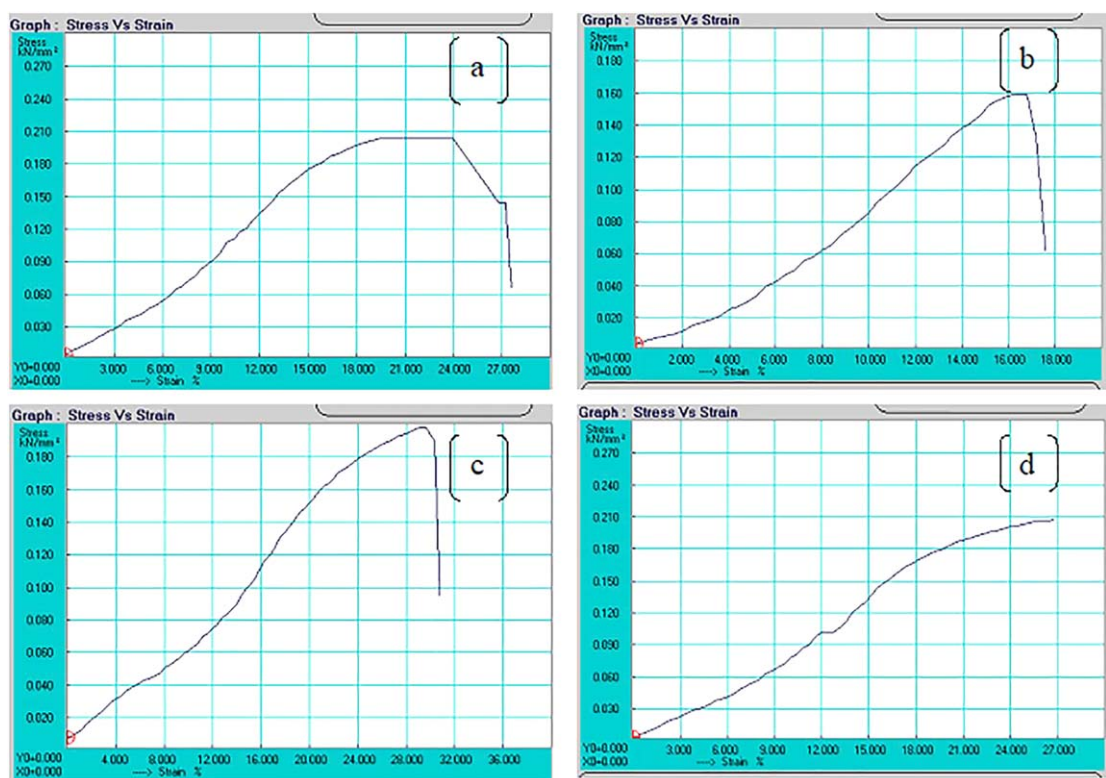 Graph : Stress Vs Strain
Stress
kN/mm²
0.270
0.240
0.210
0.180
0.150
0.120
0.090
0.060
0.030
a
Y0=0.000
X0=0.000
3.000 6.000 9.000 12.000 15.000 18.000 21.000 24.000 27.000
----> Strain %
Graph : Stress Vs Strain
Stress
kN/mm²
0.180
0.160
0.140
0.120
0.100
0.080
0.060
0.040
0.020
b
Y0=0.000
X0=0.000
2.000 4.000 6.000 8.000 10.000 12.000 14.000 16.000 18.000
----> Strain %
Graph : Stress Vs Strain
Stress
kN/mm²
0.180
0.160
0.140
0.120
0.100
0.080
0.060
0.040
0.020
c
Y0=0.000
X0=0.000
4.000 8.000 12.000 16.000 20.000 24.000 28.000 32.000 36.000
----> Strain %
Graph : Stress Vs Strain
Stress
kN/mm²
0.270
0.240
0.210
0.180
0.150
0.120
0.090
0.060
0.030
d
Y0=0.000
X0=0.000
3.000 6.000 9.000 12.000 15.000 18.000 21.000 24.000 27.000
----> Strain %